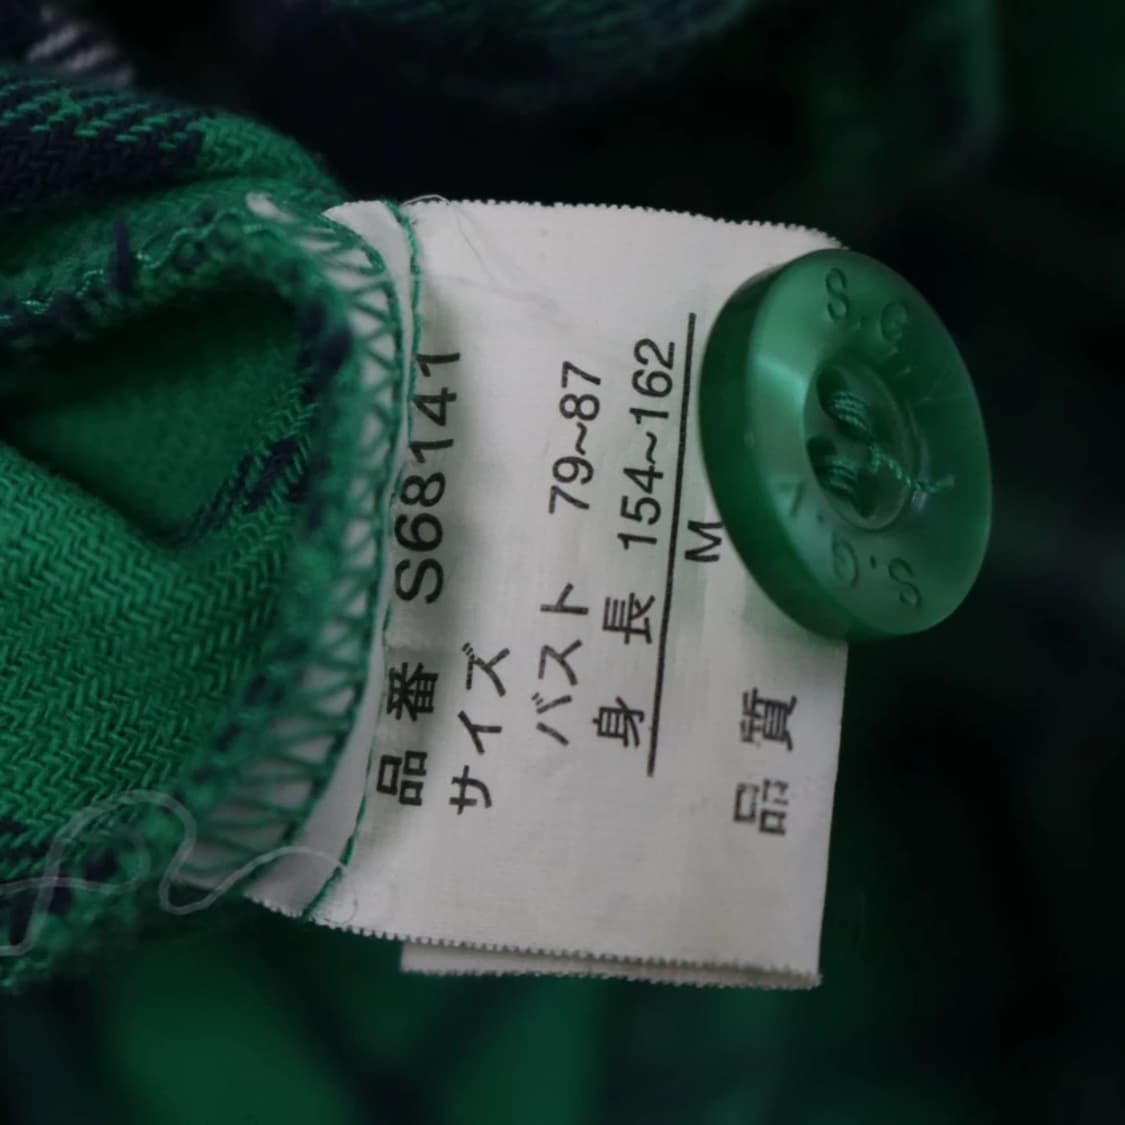 品番 S68141
サイズ
バスト 79~87
身長 154~162
M
品質
S.G
S.G.